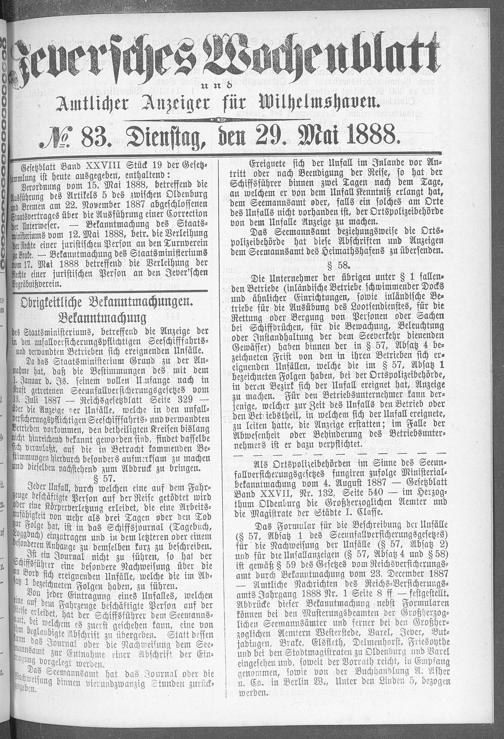 Jeversches Wochenblatt
und
Amtlicher Anzeiger für Wilhelmshaven.
№ 83. Dienstag, den 29. Mai 1888.
Gesetzblatt Band XXVIII Stück 19 der Gesetz-
sammlung ist heute ausgegeben, enthaltend:
Verordnung vom 15. Mai 1888, betreffend die
Ausführung des Artikels 5 des zwischen Oldenburg
und Bremen am 22. November 1887 abgeschlossenen
Staatsvertrages über die Ausführung einer Correction
der Unterweser. — Bekanntmachung des Staats-
ministeriums vom 12. Mai 1888, betr. die Verleihung
der Rechte einer juristischen Person an den Turnverein
zu — Bekanntmachung des Staatsministeriums
vom 17. Mai 1888 betreffend die Verleihung der
Rechte einer juristischen Person an den Jever'schen
Obrigkeitliche Bekanntmachungen.
Bekanntmachung
des Staatsministeriums, betreffend die Anzeige der
in den unfallversicherungspflichtigen Seeschiffahrts-
und verwandten Betrieben sich ereignenden Unfälle.
Da das Staatsministerium Grund zu der An-
nahme hat, daß die Bestimmungen des mit dem
1. Januar d. Js. seinem vollen Umfange nach in
Kraft getretenen Seeunfallversicherungsgesetzes vom
13. Juli 1887 — Reichsgesetzblatt Seite 329 —
über die Anzeige der Unfälle, welche in den unfall-
versicherungspflichtigen Seeschiffahrts- und verwandten
Betrieben vorkommen, den betheiligten Kreisen bislang
nicht hinreichend bekannt geworden sind, findet dasselbe
sich veranlaßt, auf die in Betracht kommenden Be-
stimmungen hierdurch besonders aufmerksam zu machen
und dieselben nachstehend zum Abdruck zu bringen.
§ 57.
Jeder Unfall, durch welchen eine auf dem Fahr-
zeuge beschäftigte Person auf der Reise getödtet wird
oder eine Körperverletzung erleidet, die eine Arbeits-
unfähigkeit von mehr als drei Tagen oder den Tod
zur Folge hat, ist in das Schiffsjournal (Tagebuch,
Loggbuch) einzutragen und in dem letzteren oder einem
besonderen Anhange zu demselben kurz zu beschreiben.
Ist ein Journal nicht zu führen, so hat der
Schiffsführer eine besondere Nachweisung über die
an Bord sich ereignenden Unfälle, welche die im Ab-
satz 1 bezeichneten Folgen haben, zu führen.
Von jeder Eintragung eines Unfalles, welchen
eine auf dem Fahrzeuge beschäftigte Person auf der
Reise erleidet, hat der Schiffsführer dem Seemanns-
amt, bei welchem es zuerst geschehen kann, eine von
ihm beglaubigte Abschrift zu übergeben. Statt dessen
kann das Journal oder die Nachweisung dem See-
mannsamt zur Entnahme einer Abschrift der Ein-
tragung vorgelegt werden.
Das Seemannsamt hat das Journal oder die
Nachweisung binnen vierundzwanzig Stunden zurück-
zugeben.
Ereignete sich der Unfall im Inlande vor An-
tritt oder nach Beendigung der Reise, so hat der
Schiffsführer binnen zwei Tagen nach dem Tage,
an welchem er von dem Unfall Kenntniß erlangt hat,
dem Seemannsamt oder, falls ein solches am Orte
des Unfalls nicht vorhanden ist, der Ortspolizeibehörde
von dem Unfalle Anzeige zu machen.
Das Seemannsamt beziehungsweise die Orts-
polizeibehörde hat diese Abschriften und Anzeigen
dem Seemannsamt des Heimathshafens zu übersenden.
§ 58.
Die Unternehmer der übrigen unter § 1 fallen-
den Betriebe (inländische Betriebe schwimmender Docks
und ähnlicher Einrichtungen, sowie inländische Be-
triebe für die Ausübung des Lootsendienstes, für die
Rettung oder Bergung von Personen oder Sachen
bei Schiffbrüchen, für die Bewachung, Beleuchtung
oder Instandhaltung der dem Seeverkehr dienenden
Gewässer) haben binnen der in § 57, Absatz 4 be-
zeichneten Frist von den in ihren Betrieben sich er-
eignenden Unfällen, welche die im § 57, Absatz 1
bezeichneten Folgen haben, bei der Ortspolizeibehörde,
in deren Bezirk sich der Unfall ereignet hat, Anzeige
zu machen. Für den Betriebsunternehmer kann der-
jenige, welcher zur Zeit des Unfalls den Betrieb oder
den Betriebstheil, in welchem sich der Unfall ereignete,
zu leiten hatte, die Anzeige erstatten; im Falle der
Abwesenheit oder Behinderung des Betriebsunter-
nehmers ist er dazu verpflichtet.
Als Ortspolizeibehörden im Sinne des Seeun-
fallversicherungsgesetzes fungiren zufolge Ministerial-
bekanntmachung vom 4. August 1887 — Gesetzblatt
Band XXVII, Nr. 132, Seite 540 — im Herzog-
thum Oldenburg die Großherzoglichen Aemter und
die Magistrate der Städte I. Classe.
Das Formular für die Beschreibung der Unfälle
(§ 57, Absatz 1 des Seeunfallversicherungsgesetzes)
für die Nachweisung der Unfälle (§ 57, Absatz 2)
und für die Unfallanzeigen (§ 57, Absatz 4 und § 58)
ist gemäß § 59 des Gesetzes vom Reichsversicherungs-
amt durch Bekanntmachung vom 23. December 1887
— Amtliche Nachrichten des Reichs-Versicherungs-
amts Jahrgang 1888 Nr. 1 Seite 8 ff — festgestellt.
Abdrücke dieser Bekanntmachung nebst Formularen
können bei den Musterungsbeamten der Großherzog-
lichen Seemannsämter und ferner bei den Großher-
zoglichen Aemtern Westerstede, Varel, Jever, But-
jadingen, Brake, Elsfleth, Delmenhorst, Friesoythe
und bei den Stadtmagistraten zu Oldenburg und Varel
eingesehen und, soweit der Vorrath reicht, in Empfang
genommen, sowie von der Buchhandlung A. Asher
u. Co. in Berlin W., Unter den Linden 5, bezogen
werden.